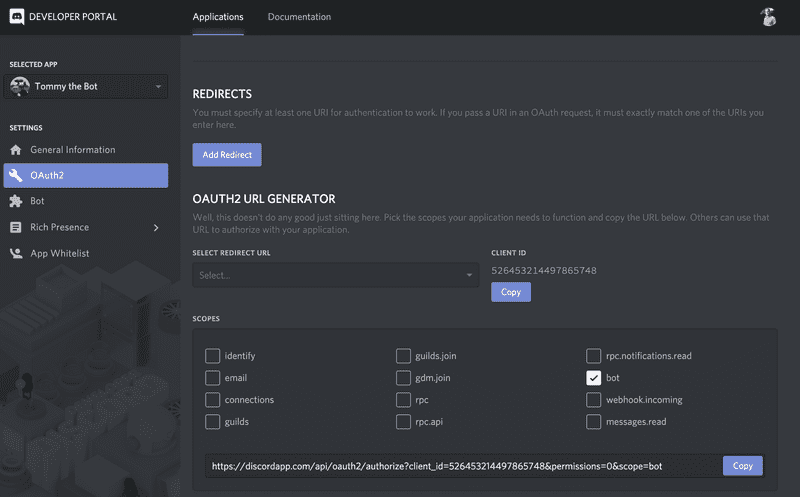 DEVELOPER PORTAL
Applications
Documentation
SELECTED APP
Tommy the Bot
SETTINGS
General Information
OAuth2
Bot
Rich Presence
App Whitelist
REDIRECTS
You must specify at least one URI for authentication to work. If you pass a URI in an OAuth request, it must exactly match one of the URIs you
enter here.
Add Redirect
OAUTH2 URL GENERATOR
Well, this doesn't do any good just sitting here. Pick the scopes your application needs to function and copy the URL below. Others can use that
URL to authorize with your application.
SELECT REDIRECT URL
Select...
CLIENT ID
526453214497865748
Copy
SCOPES
identify
guilds.join
rpc.notifications.read
email
gdm.join
bot
connections
rpc
webhook.incoming
guilds
rpc.api
messages.read
https://discordapp.com/api/oauth2/authorize?client_id=526453214497865748&permissions=0&scope=bot
Copy